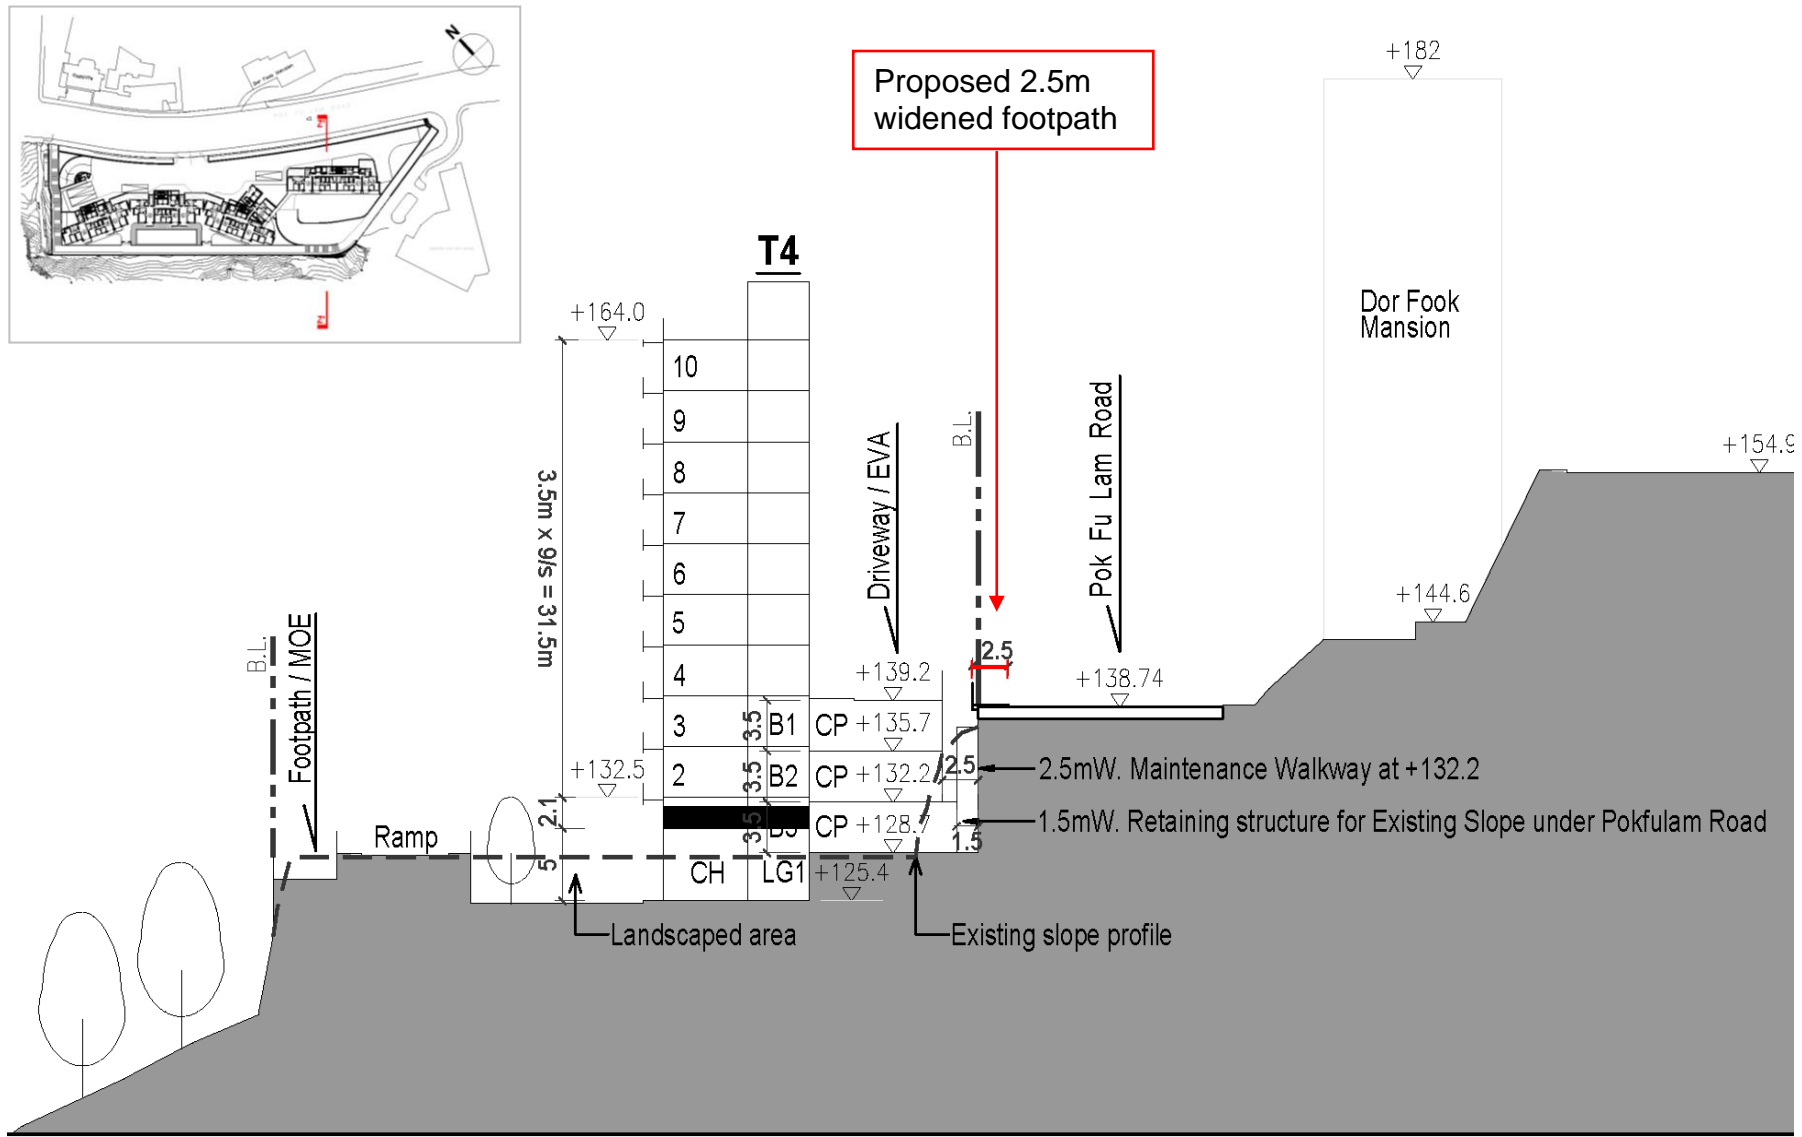 N
Dor Fook Mansion
Proposed 2.5m
widened footpath
+182
T4
+164.0
Dor Fook
Mansion
10
9
8
7
6
5
4
3
2
3.5m x 9/s = 31.5m
B.L.
Driveway / EVA
Pok Fu Lam Road
+154.9
+144.6
B.L.
Footpath / MOE
2.5
+139.2
+138.74
3.5
B1
CP
+135.7
+132.5
3.5
B2
CP
+132.2
2.5
2.5mW. Maintenance Walkway at +132.2
2.1
3.5
B3
CP
+128.7
1.5mW. Retaining structure for Existing Slope under Pokfulam Road
1.5
Ramp
5
CH
LG1
+125.4
Landscaped area
Existing slope profile